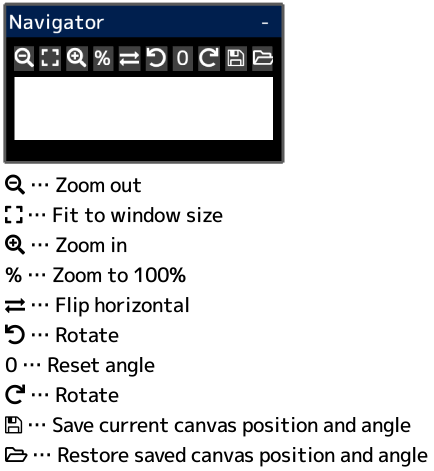 Navigator -
% 0
… Zoom out
… Fit to window size
… Zoom in
% … Zoom to 100%
… Flip horizontal
… Rotate
0 … Reset angle
… Rotate
… Save current canvas position and angle
… Restore saved canvas position and angle